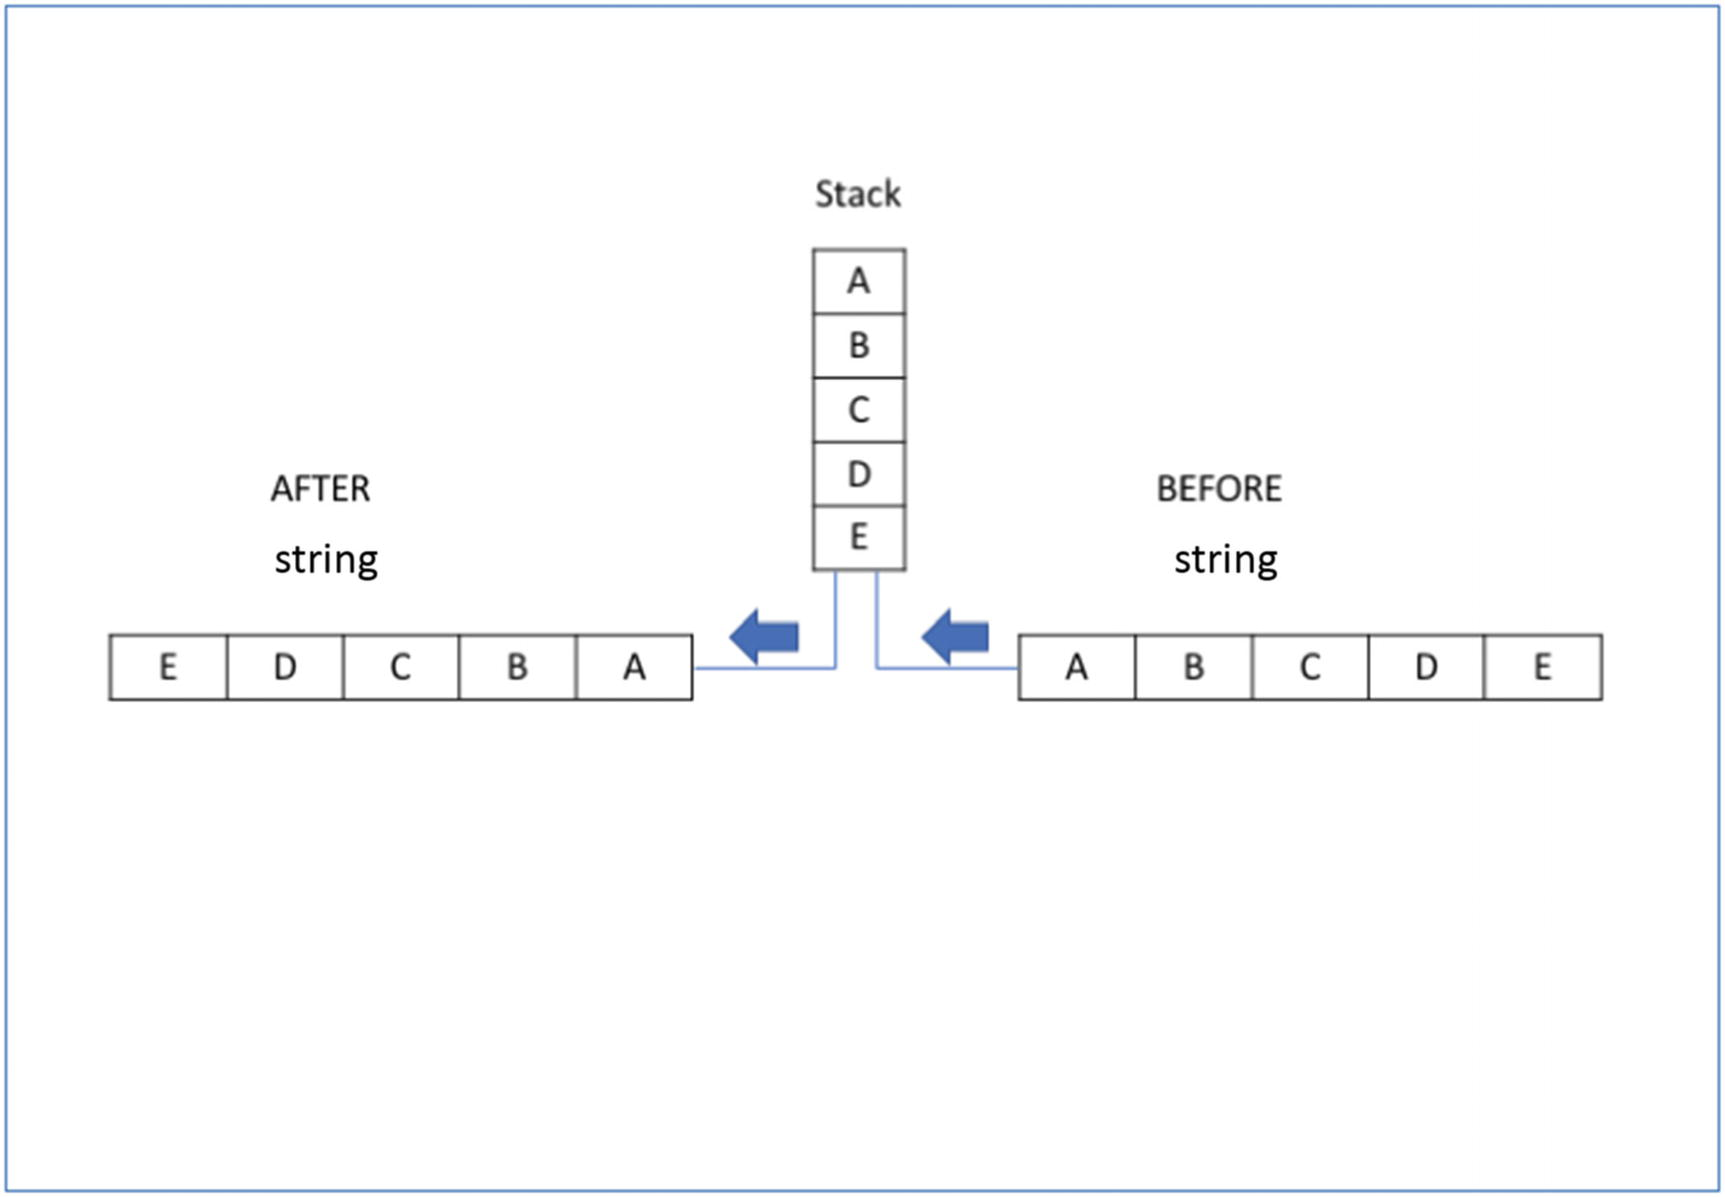 Stack
A
B
C
D
E
AFTER
string
E D C B A
BEFORE
string
A B C D E